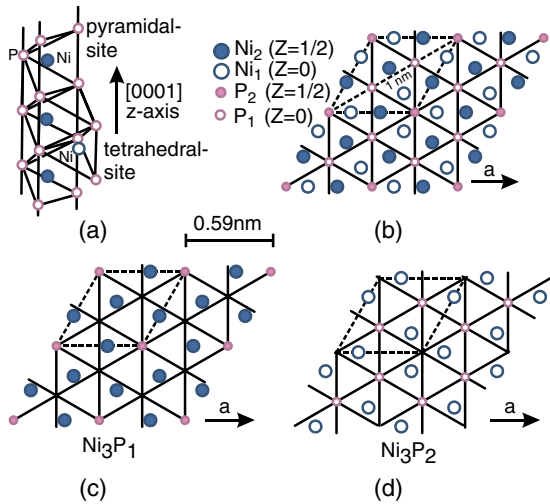 pyramidal-
site
P
Ni
[0001]
z-axis
Ni
tetrahedral-
site
(a)
Ni2 (Z=1/2)
Ni1 (Z=0)
P2 (Z=1/2)
P1 (Z=0)
1 nm
a
(b)
0.59nm
a
Ni3P1
(c)
a
Ni3P2
(d)